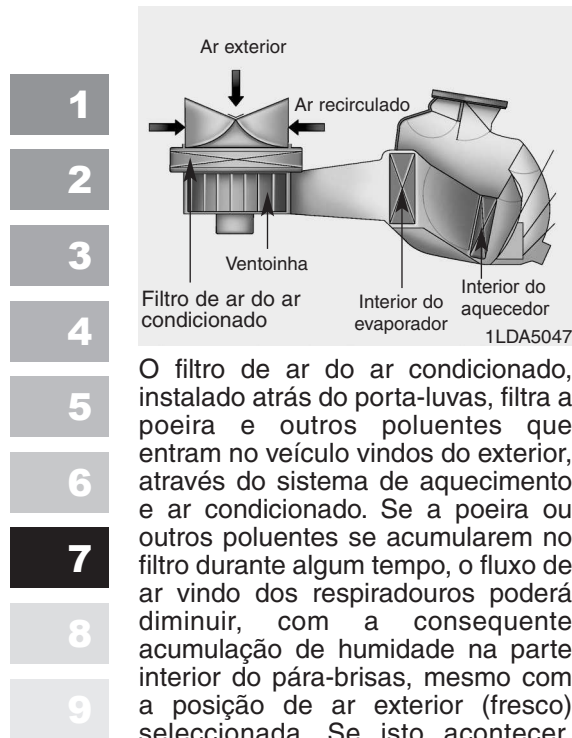 Ar exterior
Ar recirculado
Ventoinha
Filtro de ar do ar
condicionado
Interior do
evaporador
Interior do
aquecedor
1LDA5047
1
2
3
4
5
6
7
8
9
O filtro de ar do ar condicionado,
instalado atrás do porta-luvas, filtra a
poeira e outros poluentes que
entram no veículo vindos do exterior,
através do sistema de aquecimento
e ar condicionado. Se a poeira ou
outros poluentes se acumularem no
filtro durante algum tempo, o fluxo de
ar vindo dos respiradouros poderá
diminuir, com a consequente
acumulação de humidade na parte
interior do pára-brisas, mesmo com
a posição de ar exterior (fresco)
seleccionada. Se isto acontecer,